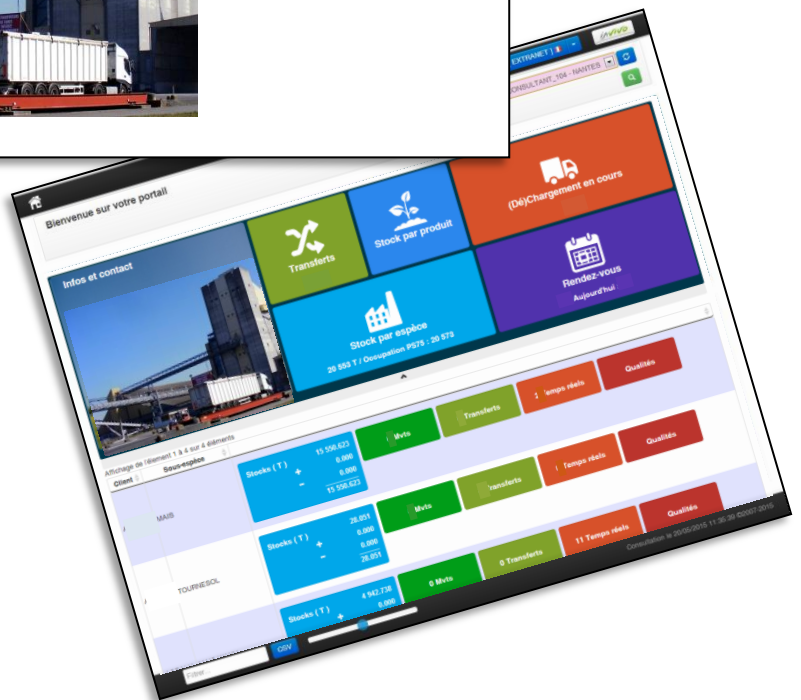 EXTRANET |
invivo
CONSULTANT_104 - NANTES
Bienvenue sur votre portail
Infos et contact
Transferts
Stock par produit
(Dé)Chargement en cours
Stock par espèce
20 593 T / Occupation PS75 : 20 573
Rendez-vous
Aujourd'hui
Affichage de l'élement 1 à 4 sur 4 éléments
Client
Sous-espèce
MAIS
Stocks ( T )
15 550.623
+
0.000
-
0.000
15 550.623
Mvts
Transferts
Temps réels
Qualités
TOURNESOL
Stocks ( T )
28.051
+
0.000
-
0.000
28.051
Mvts
Transferts
Temps réels
Qualités
Stocks ( T )
4 942.738
+
0.000
0 Mvts
0 Transferts
11 Temps réels
Qualités
Filtrer...
CSV
Consultation le 20/05/2015 11:36:39 ©2007-2015